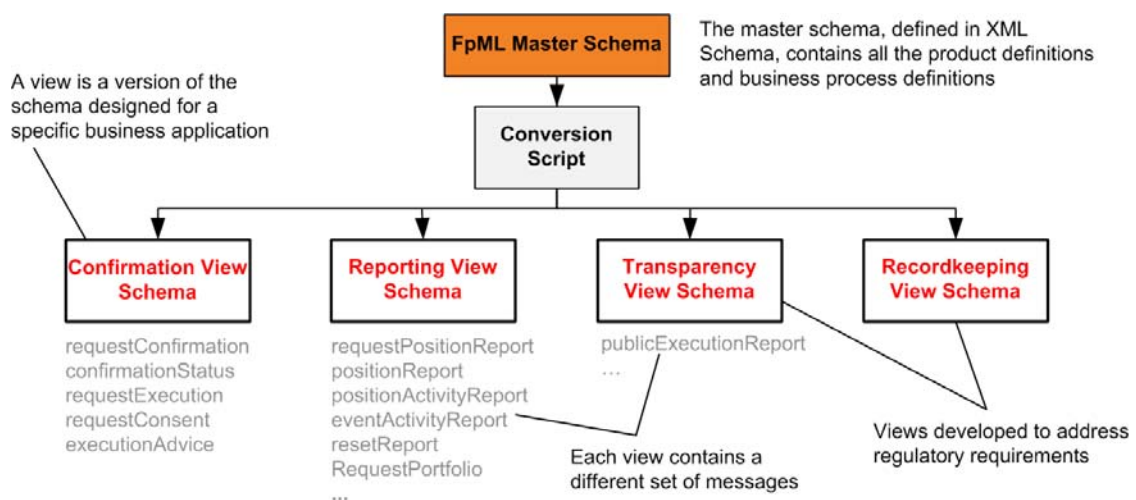 FpML Master Schema
The master schema, defined in XML
Schema, contains all the product definitions
and business process definitions
A view is a version of the
schema designed for a
specific business application
Conversion
Script
Confirmation View
Schema
Reporting View
Schema
Transparency
View Schema
Recordkeeping
View Schema
requestConfirmation
confirmationStatus
requestExecution
requestConsent
executionAdvice
requestPositionReport
positionReport
positionActivityReport
eventActivityReport
resetReport
RequestPortfolio
...
publicExecutionReport
...
Each view contains a
different set of messages
Views developed to address
regulatory requirements